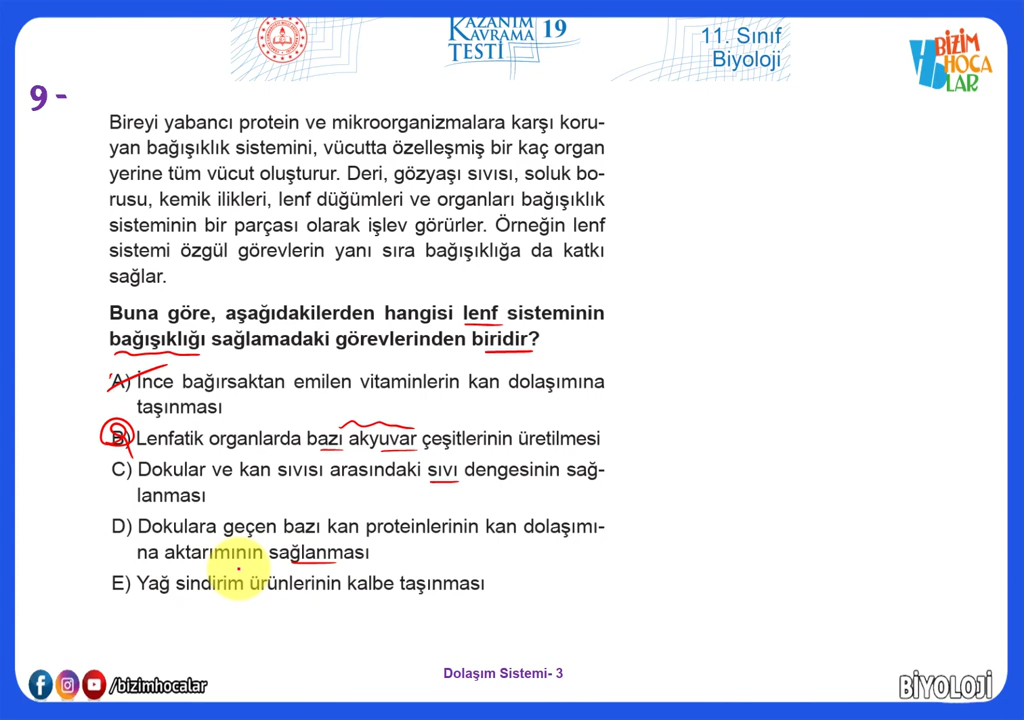 KAZANIM
KAVRAMA
TESTİ
19
11. Sınıf
Biyoloji
BİZİM
HOCA
LAR
9 -
Bireyi yabancı protein ve mikroorganizmalara karşı koru-
yan bağışıklık sistemini, vücutta özelleşmiş bir kaç organ
yerine tüm vücut oluşturur. Deri, gözyaşı sıvısı, soluk bo-
rusu, kemik ilikleri, lenf düğümleri ve organları bağışıklık
sisteminin bir parçası olarak işlev görürler. Örneğin lenf
sistemi özgül görevlerin yanı sıra bağışıklığa da katkı
sağlar.
Buna göre, aşağıdakilerden hangisi lenf sisteminin
bağışıklığı sağlamadaki görevlerinden biridir?
A) İnce bağırsaktan emilen vitaminlerin kan dolaşımına
taşınması
B) Lenfatik organlarda bazı akyuvar çeşitlerinin üretilmesi
C) Dokular ve kan sıvısı arasındaki sıvı dengesinin sağ-
lanması
D) Dokulara geçen bazı kan proteinlerinin kan dolaşımı-
na aktarımının sağlanması
E) Yağ sindirim ürünlerinin kalbe taşınması
Dolaşım Sistemi- 3
/bizimhocalar
BİYOLOJİ